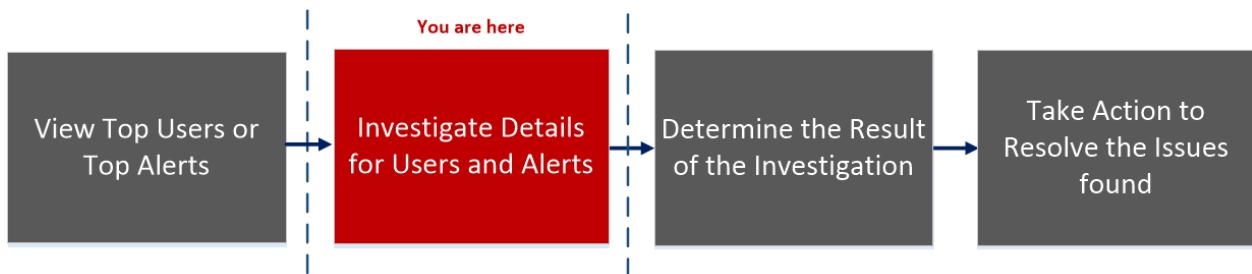 You are here
View Top Users or
Top Alerts
Investigate Details
for Users and Alerts
Determine the Result
of the Investigation
Take Action to
Resolve the Issues
found